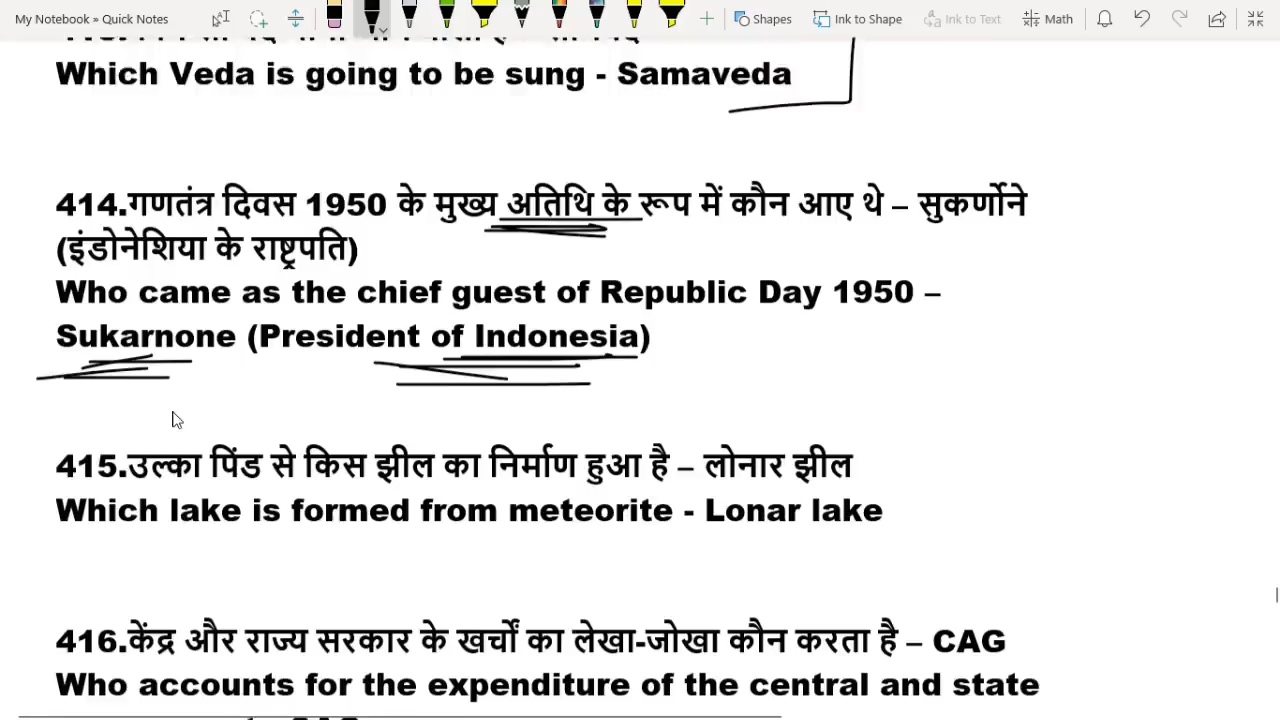 My Notebook » Quick Notes
Shapes
Ink to Shape
Ink to Text
Math
Which Veda is going to be sung - Samaveda
414.गणतंत्र दिवस 1950 के मुख्य अतिथि के रूप में कौन आए थे – सुकर्णोने
(इंडोनेशिया के राष्ट्रपति)
Who came as the chief guest of Republic Day 1950 –
Sukarnone (President of Indonesia)
415.उल्का पिंड से किस झील का निर्माण हुआ है – लोनार झील
Which lake is formed from meteorite - Lonar lake
416.केंद्र और राज्य सरकार के खर्चों का लेखा-जोखा कौन करता है – CAG
Who accounts for the expenditure of the central and state